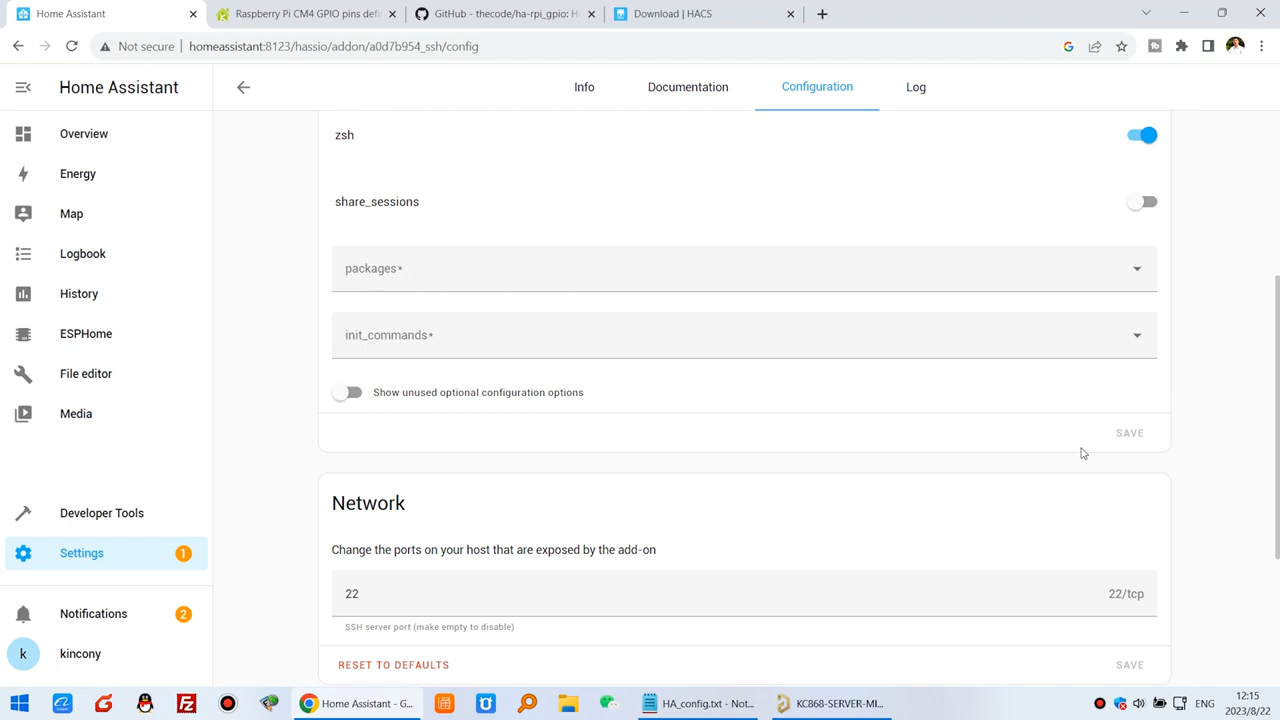 Home Assistant
Raspberry Pi CM4 GPIO pins defi
GitHub - thecode/ha-rpi_gpio: H
Download | HACS
Not secure
homeassistant:8123/hassio/addon/a0d7b954_ssh/config
Home Assistant
Info
Documentation
Configuration
Log
Overview
Energy
Map
Logbook
History
ESPHome
File editor
Media
Developer Tools
Settings
1
Notifications
2
k
kincony
zsh
share_sessions
packages*
init_commands*
Show unused optional configuration options
SAVE
Network
Change the ports on your host that are exposed by the add-on
22
22/tcp
SSH server port (make empty to disable)
RESET TO DEFAULTS
SAVE
Home Assistant - G...
HA_config.txt - Not...
KC868-SERVER-MI...
ENG
12:15
2023/8/22